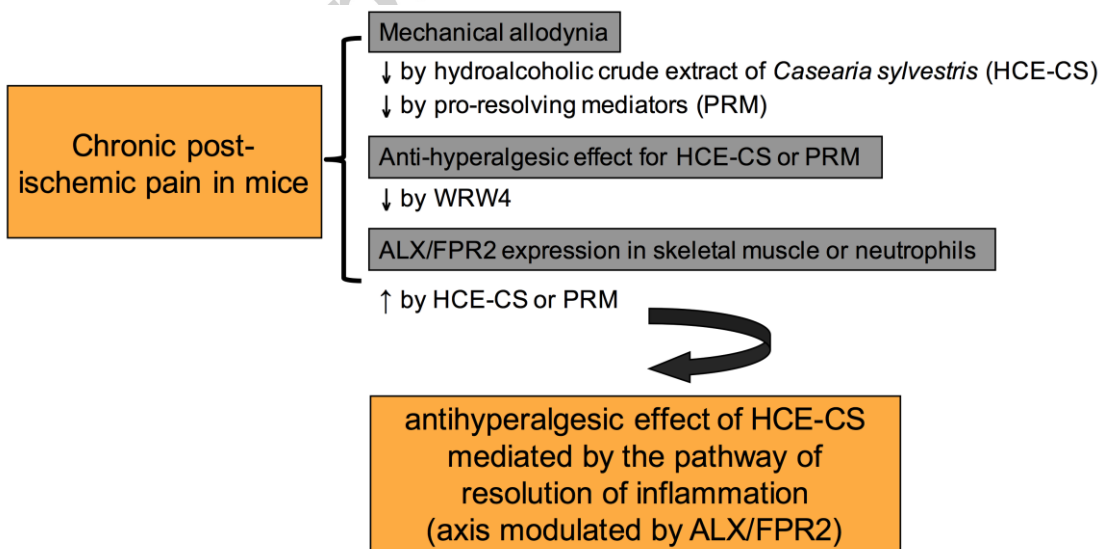 Mechanical allodynia
↓ by hydroalcoholic crude extract of Casearia sylvestris (HCE-CS)
↓ by pro-resolving mediators (PRM)
Chronic post-
ischemic pain in mice
Anti-hyperalgesic effect for HCE-CS or PRM
↓ by WRW4
ALX/FPR2 expression in skeletal muscle or neutrophils
↑ by HCE-CS or PRM
antihyperalgesic effect of HCE-CS
mediated by the pathway of
resolution of inflammation
(axis modulated by ALX/FPR2)